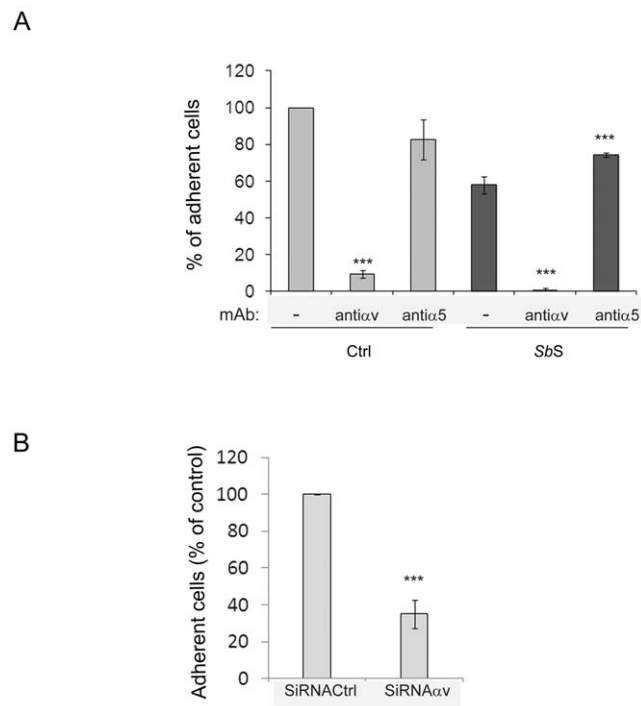 A
% of adherent cells
120
100
80
60
40
20
0
***
***
***
mAb: - antiαv antiα5 - antiαv antiα5
Ctrl SbS
B
Adherent cells (% of control)
120
100
80
60
40
20
0
***
SiRNACtrl SiRNAαv